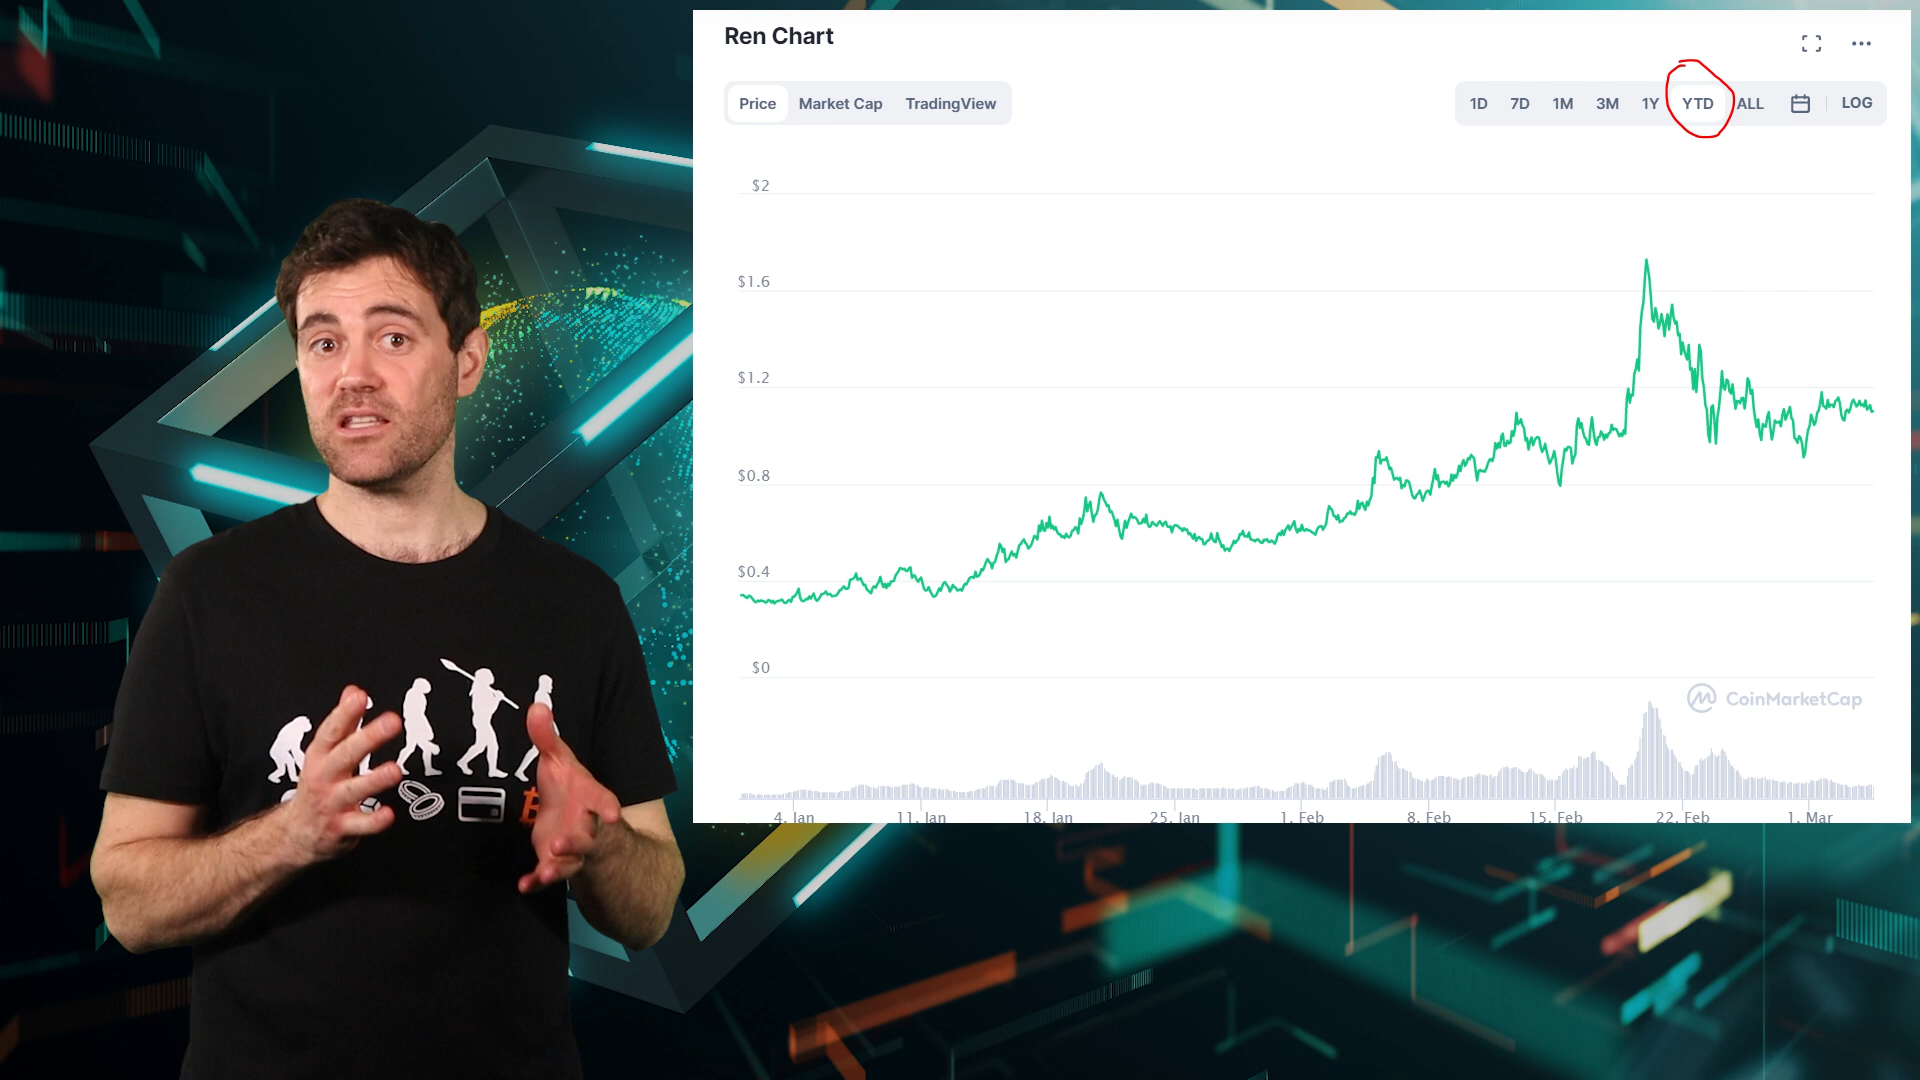 Ren Chart
Price Market Cap TradingView
1D 7D 1M 3M 1Y YTD ALL LOG
$2
$1.6
$1.2
$0.8
$0.4
$0
CoinMarketCap
4. Jan 11. Jan 18. Jan 25. Jan 1. Feb 8. Feb 15. Feb 22. Feb 1. Mar